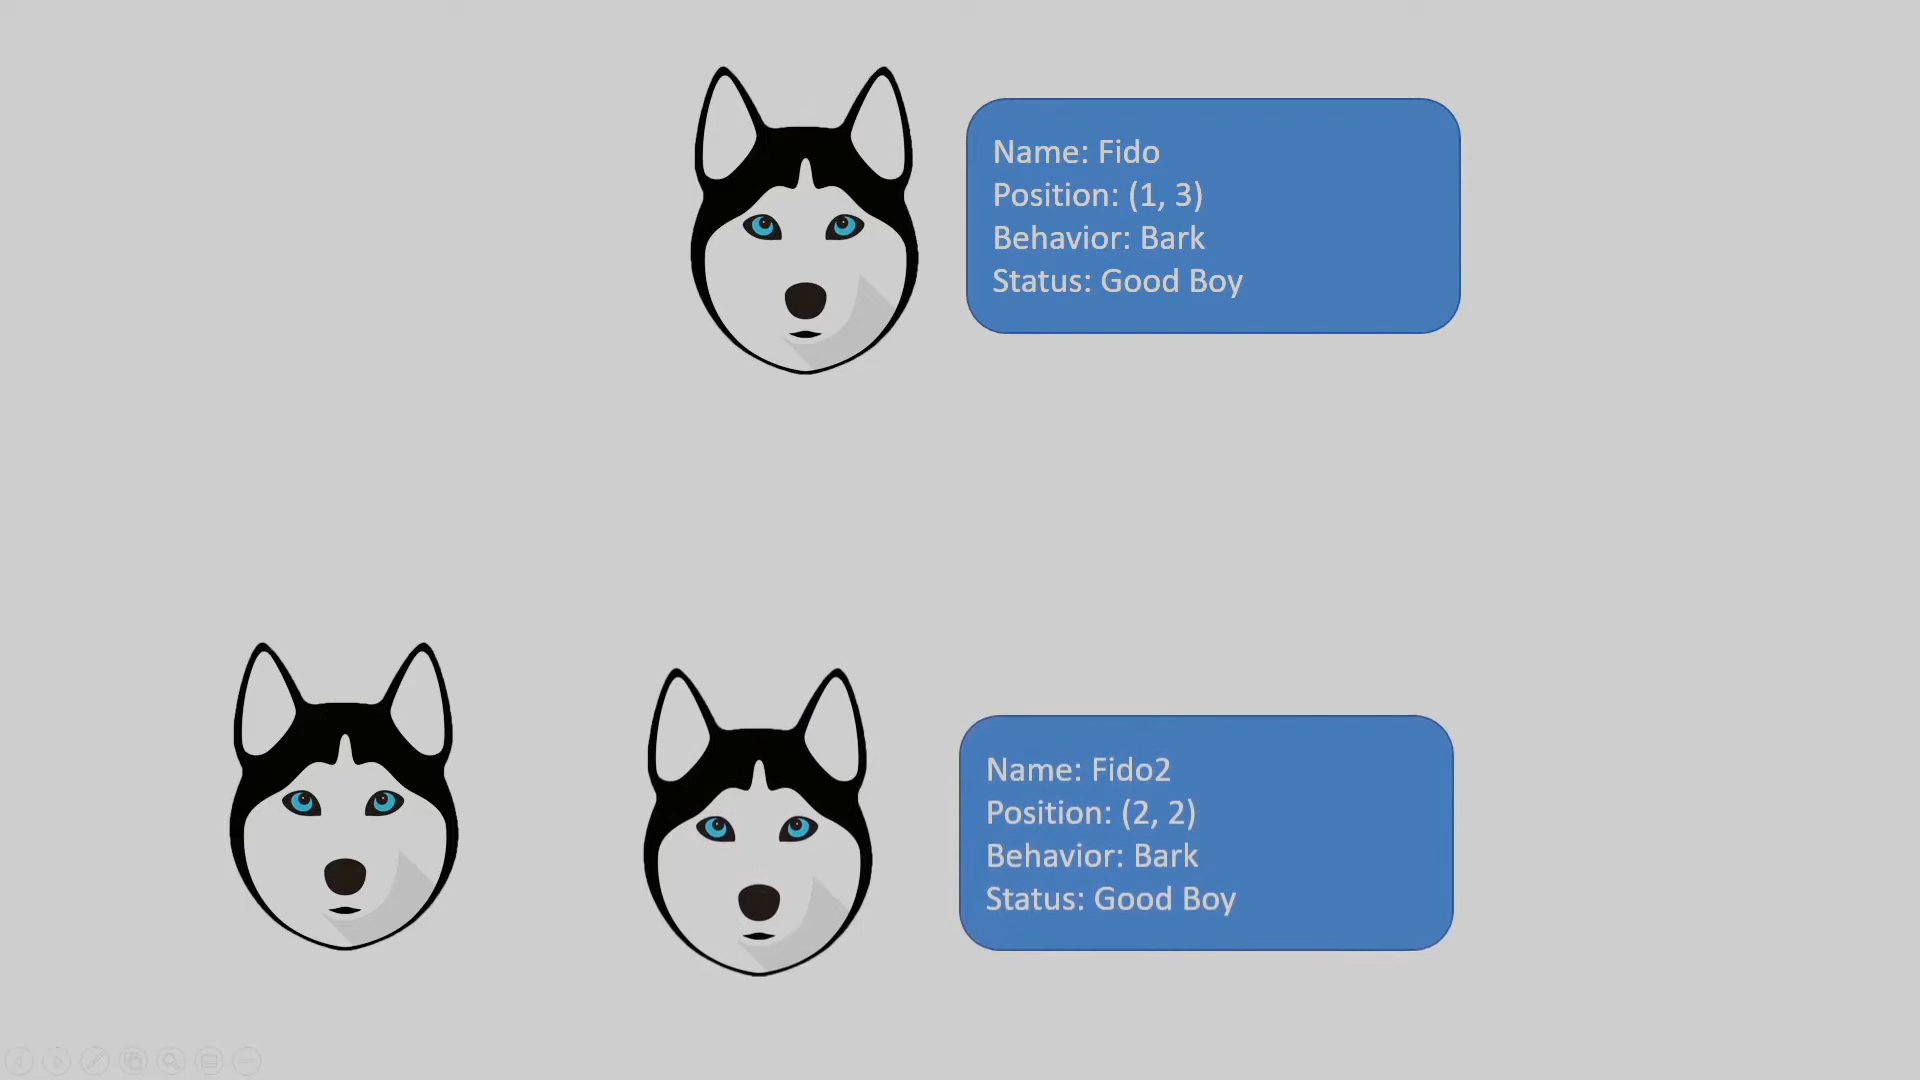 Name: Fido
Position: (1, 3)
Behavior: Bark
Status: Good Boy
Name: Fido2
Position: (2, 2)
Behavior: Bark
Status: Good Boy